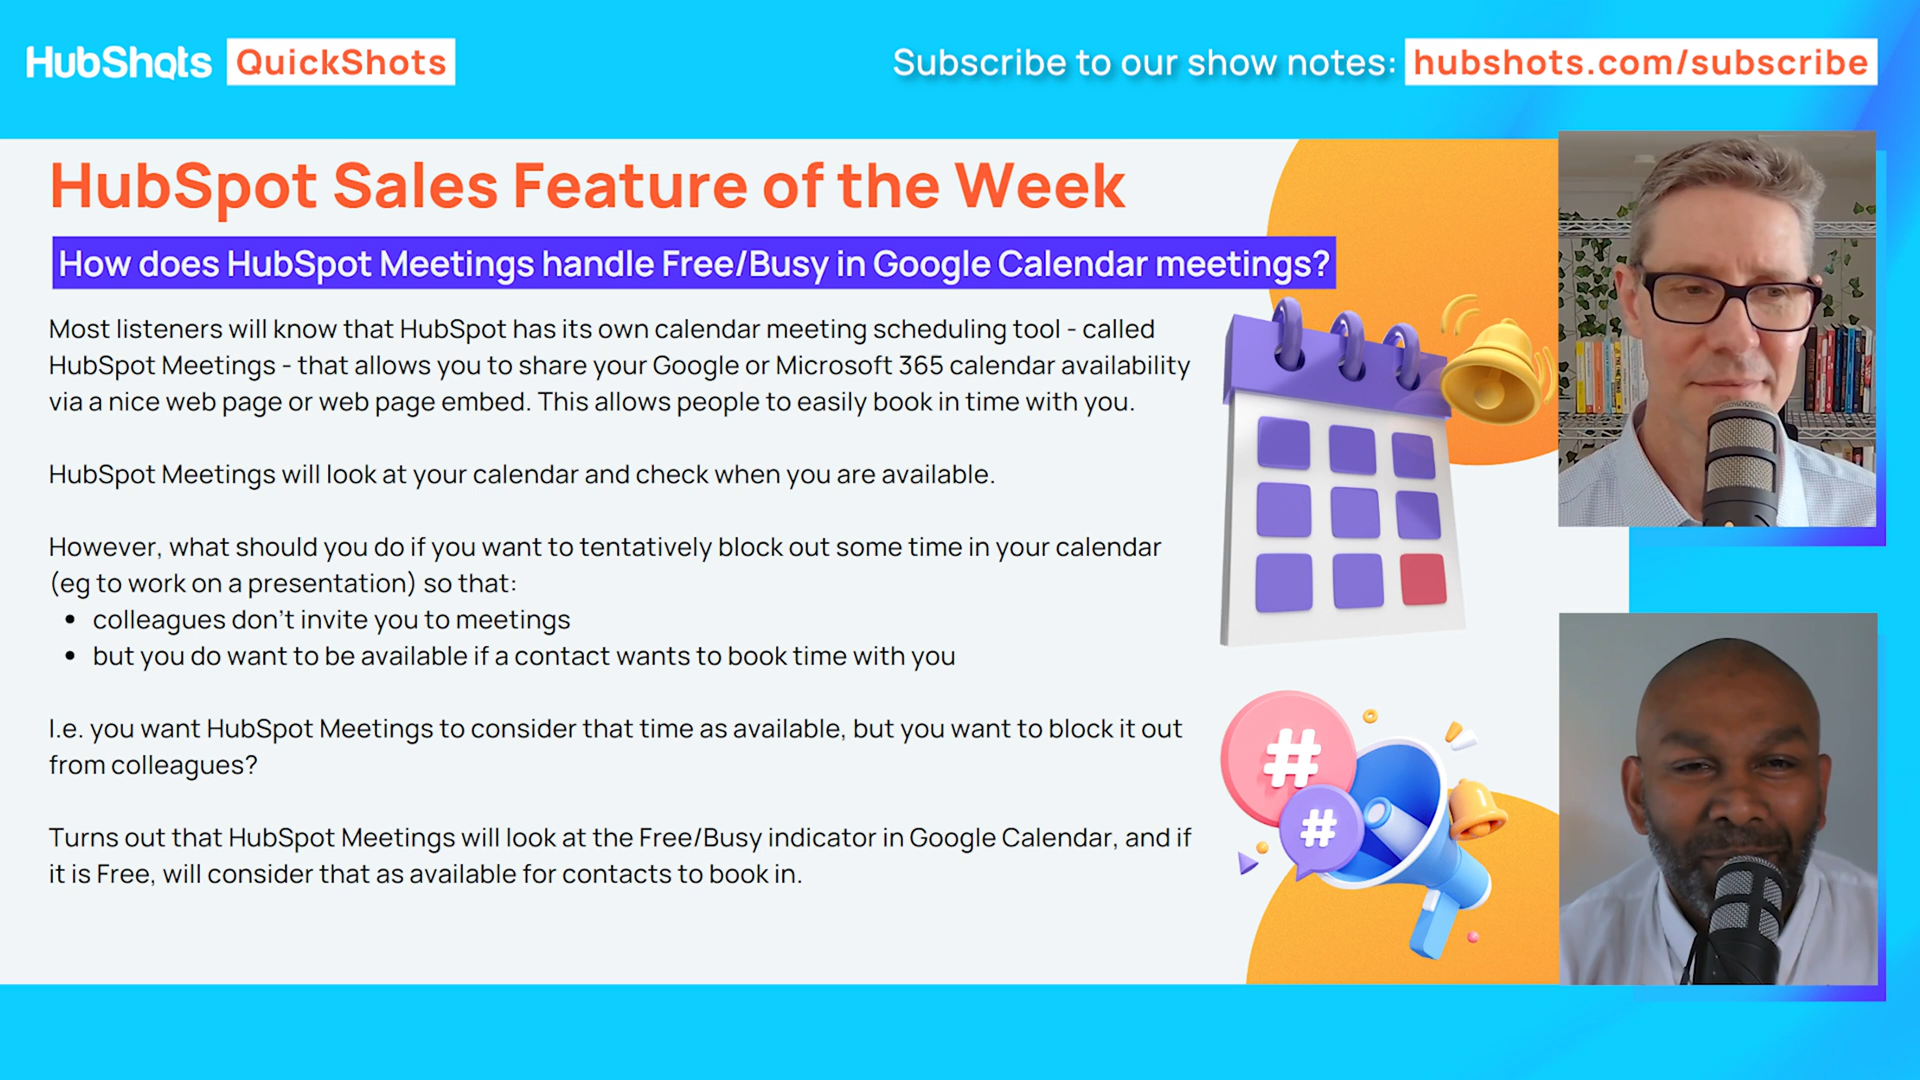 HubShots QuickShots
Subscribe to our show notes: hubshots.com/subscribe
HubSpot Sales Feature of the Week
How does HubSpot Meetings handle Free/Busy in Google Calendar meetings?
Most listeners will know that HubSpot has its own calendar meeting scheduling tool - called
HubSpot Meetings - that allows you to share your Google or Microsoft 365 calendar availability
via a nice web page or web page embed. This allows people to easily book in time with you.
HubSpot Meetings will look at your calendar and check when you are available.
However, what should you do if you want to tentatively block out some time in your calendar
(eg to work on a presentation) so that:
• colleagues don't invite you to meetings
• but you do want to be available if a contact wants to book time with you
I.e. you want HubSpot Meetings to consider that time as available, but you want to block it out
from colleagues?
Turns out that HubSpot Meetings will look at the Free/Busy indicator in Google Calendar, and if
it is Free, will consider that as available for contacts to book in.
#
#